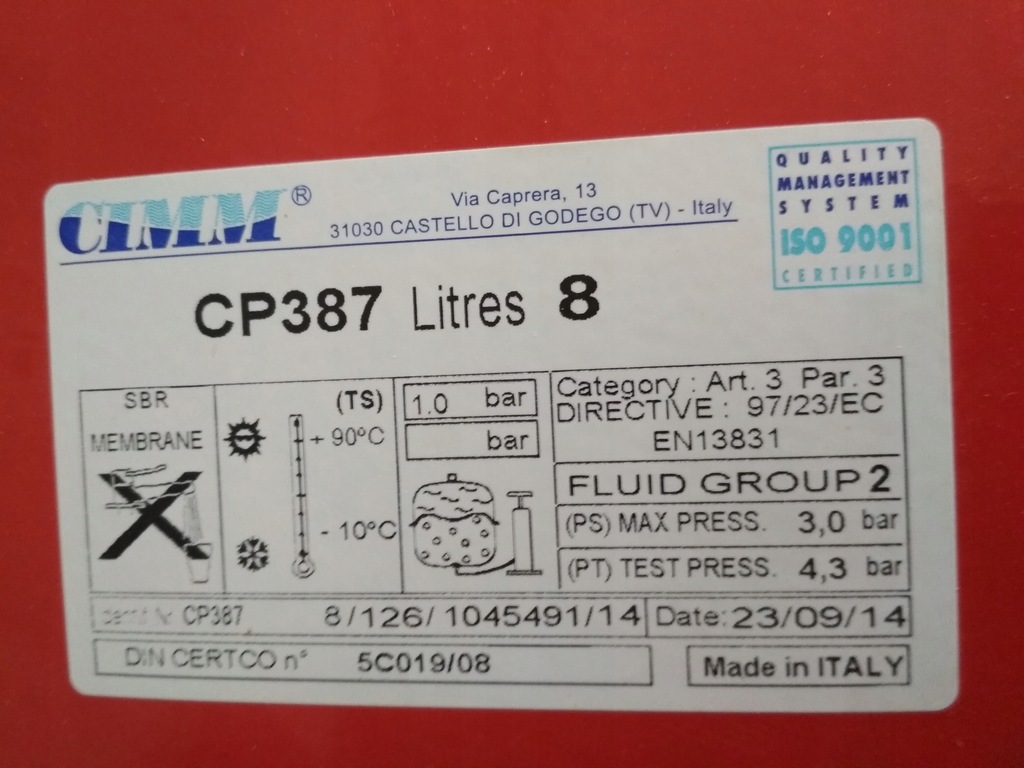 CIMM®
Via Caprera, 13
31030 CASTELLO DI GODEGO (TV) - Italy
QUALITY
MANAGEMENT
SYSTEM
ISO 9001
CERTIFIED
CP387 Litres 8
SBR
MEMBRANE
(TS)
+ 90°C
- 10°C
1.0 bar
bar
Category : Art. 3 Par. 3
DIRECTIVE : 97/23/EC
EN13831
FLUID GROUP 2
(PS) MAX PRESS. 3,0 bar
(PT) TEST PRESS. 4,3 bar
CP387 8/126/1045491/14 Date: 23/09/14
DIN CERTCO n° 5C019/08
Made in ITALY